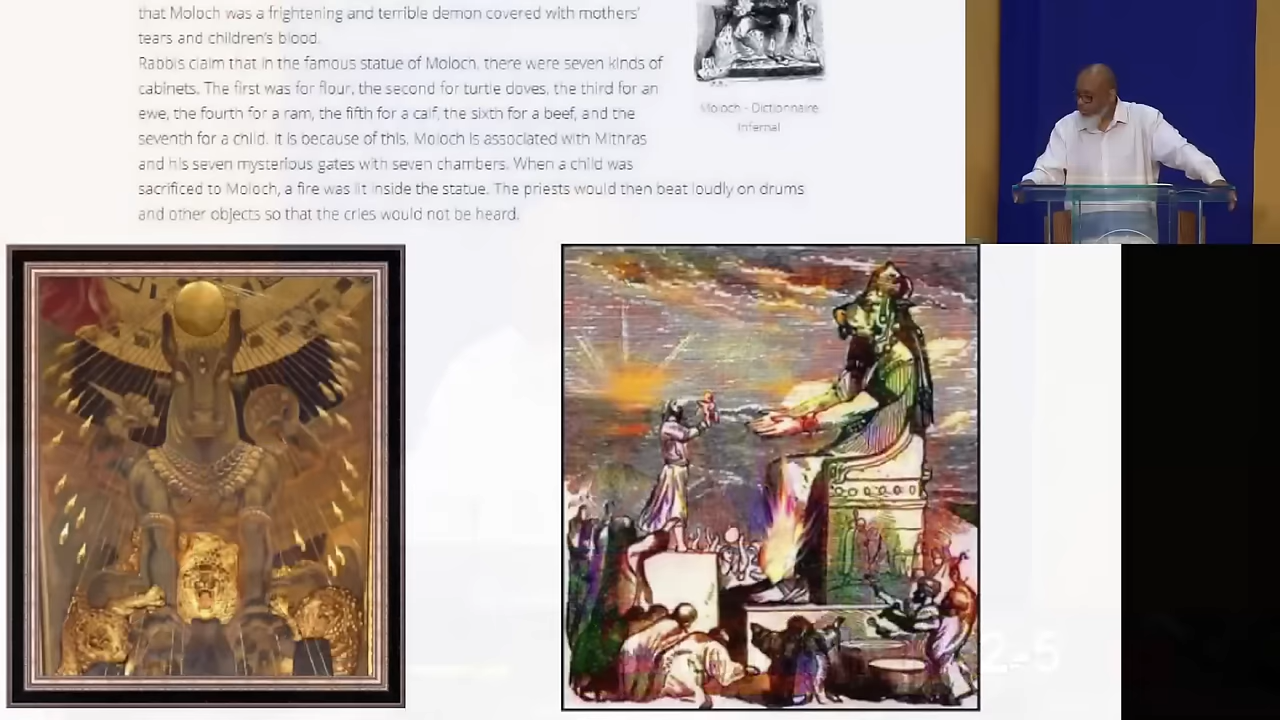 that Moloch was a frightening and terrible demon covered with mothers'
tears and children's blood.
Rabbis claim that in the famous statue of Moloch, there were seven kinds of
cabinets. The first was for flour, the second for turtle doves, the third for an
ewe, the fourth for a ram, the fifth for a calf, the sixth for a beef, and the
seventh for a child. It is because of this, Moloch is associated with Mithras
and his seven mysterious gates with seven chambers. When a child was
sacrificed to Moloch, a fire was lit inside the statue. The priests would then beat loudly on drums
and other objects so that the cries would not be heard.
Moloch - Dictionnaire
Infernal
2-5